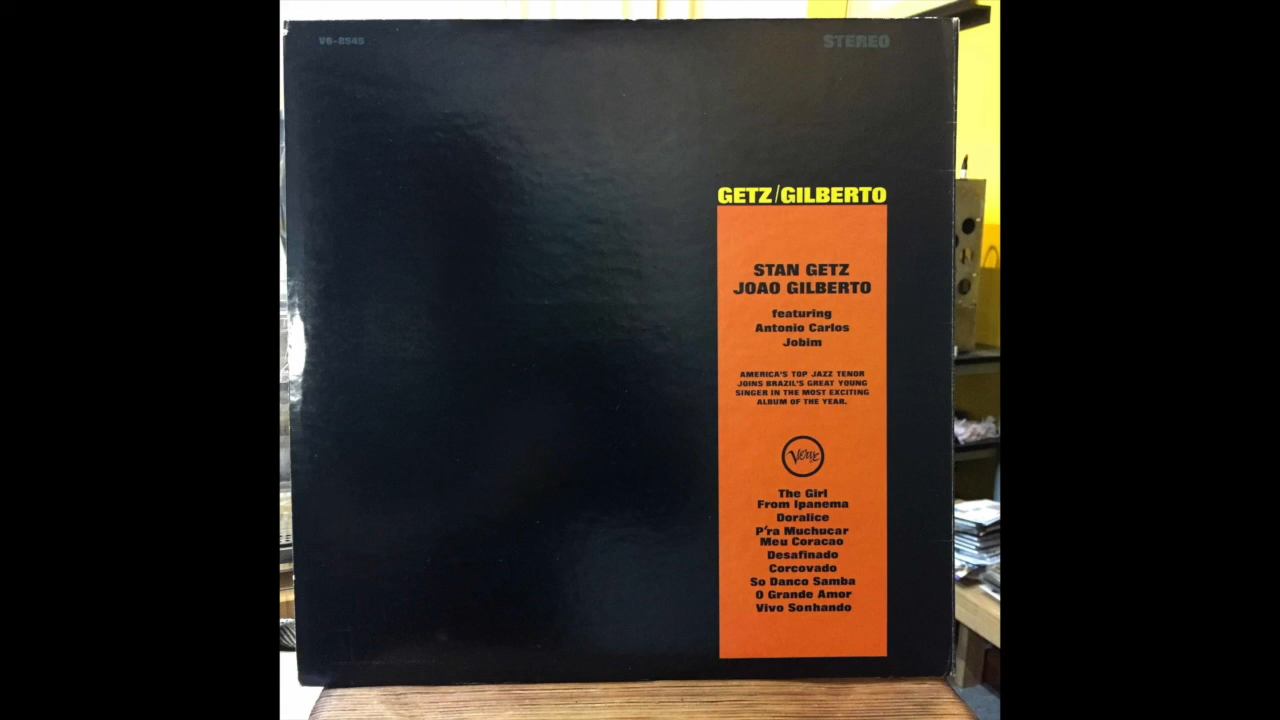 V6-8545
STEREO
GETZ/GILBERTO
STAN GETZ
JOAO GILBERTO
featuring
Antonio Carlos
Jobim
AMERICA'S TOP JAZZ TENOR
JOINS BRAZIL'S GREAT YOUNG
SINGER IN THE MOST EXCITING
ALBUM OF THE YEAR.
Verve
The Girl
From Ipanema
Doralice
P'ra Muchucar
Meu Coracao
Desafinado
Corcovado
So Danco Samba
O Grande Amor
Vivo Sonhando